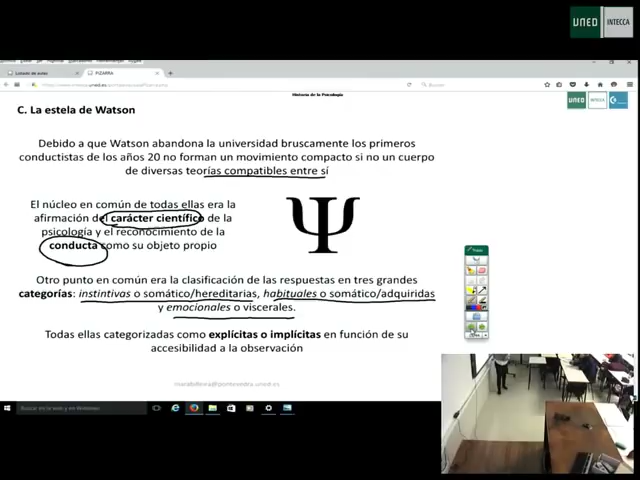 UNED INTECCA
Listado de aulas
PIZARRA
Historia de la Psicología
UNED
INTECCA
C. La estela de Watson
Debido a que Watson abandona la universidad bruscamente los primeros
conductistas de los años 20 no forman un movimiento compacto si no un cuerpo
de diversas teorías compatibles entre sí
El núcleo en común de todas ellas era la
afirmación del carácter científico de la
psicología y el reconocimiento de la
conducta como su objeto propio
Ψ
Otro punto en común era la clasificación de las respuestas en tres grandes
categorías: instintivas o somático/hereditarias, habituales o somático/adquiridas
y emocionales o viscerales.
Todas ellas categorizadas como explícitas o implícitas en función de su
accesibilidad a la observación
Buscar en la web y en Windows